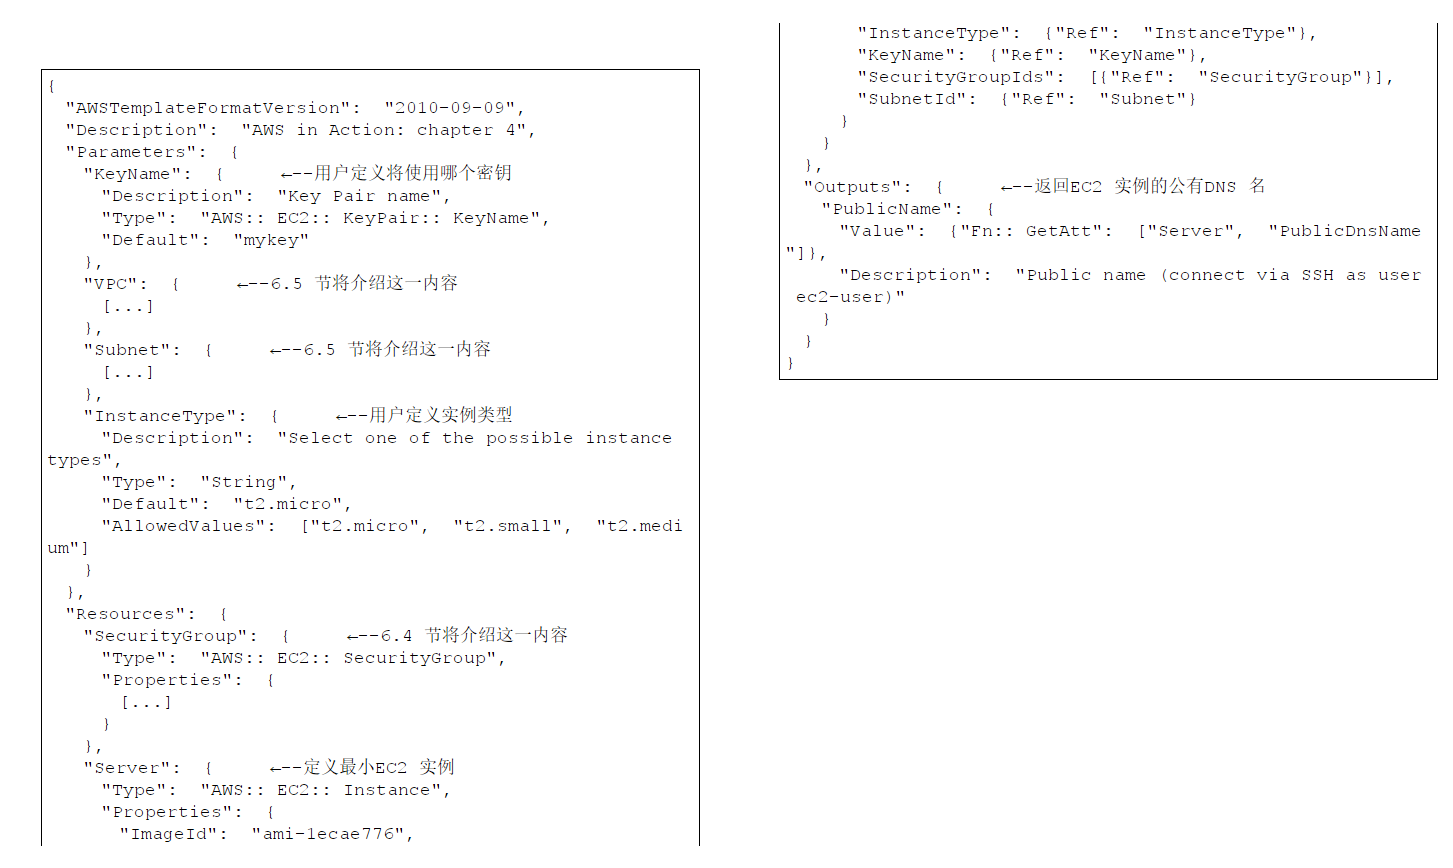 {
"AWSTemplateFormatVersion":  "2010-09-09",
"Description":  "AWS in Action: chapter 4",
"Parameters":  {
"KeyName":  {      ←--用户定义将使用哪个密钥
"Description":  "Key Pair name",
"Type":  "AWS:: EC2:: KeyPair:: KeyName",
"Default":  "mykey"
},
"VPC":  {      ←--6.5 节将介绍这一内容
[...]
},
"Subnet":  {      ←--6.5 节将介绍这一内容
[...]
},
"InstanceType":  {      ←--用户定义实例类型
"Description":  "Select one of the possible instance
types",
"Type":  "String",
"Default":  "t2.micro",
"AllowedValues":  ["t2.micro",  "t2.small",  "t2.medi
um"]
}
},
"Resources":  {
"SecurityGroup":  {      ←--6.4 节将介绍这一内容
"Type":  "AWS:: EC2:: SecurityGroup",
"Properties":  {
[...]
}
},
"Server":  {      ←--定义最小EC2 实例
"Type":  "AWS:: EC2:: Instance",
"Properties":  {
"ImageId":  "ami-1ecae776",
"InstanceType":  {"Ref":  "InstanceType"},
"KeyName":  {"Ref":  "KeyName"},
"SecurityGroupIds":  [{"Ref":  "SecurityGroup"}],
"SubnetId":  {"Ref":  "Subnet"}
}
}
},
"Outputs":  {      ←--返回EC2 实例的公有DNS 名
"PublicName":  {
"Value":  {"Fn:: GetAtt":  ["Server",  "PublicDnsName
"]},
"Description":  "Public name (connect via SSH as user
ec2-user)"
}
}
}